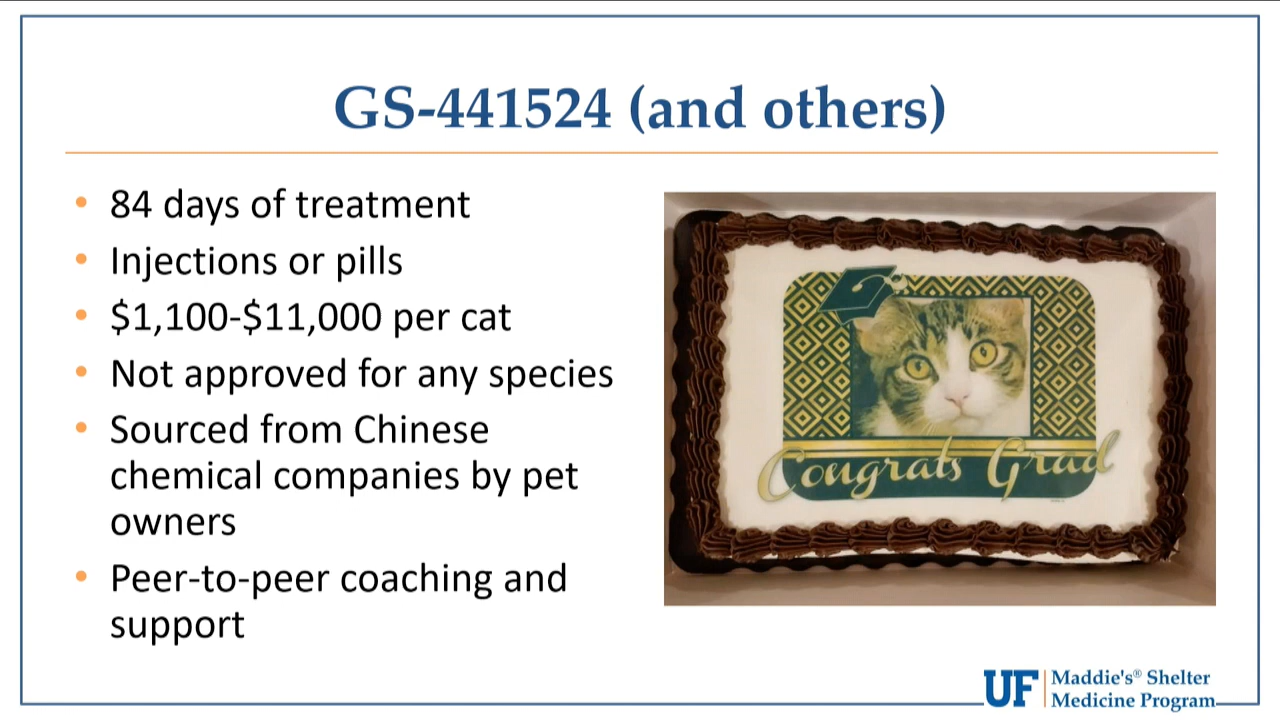 GS-441524 (and others)
• 84 days of treatment
• Injections or pills
• $1,100-$11,000 per cat
• Not approved for any species
• Sourced from Chinese
chemical companies by pet
owners
• Peer-to-peer coaching and
support
Congrats Grad
UF Maddie's® Shelter
Medicine Program